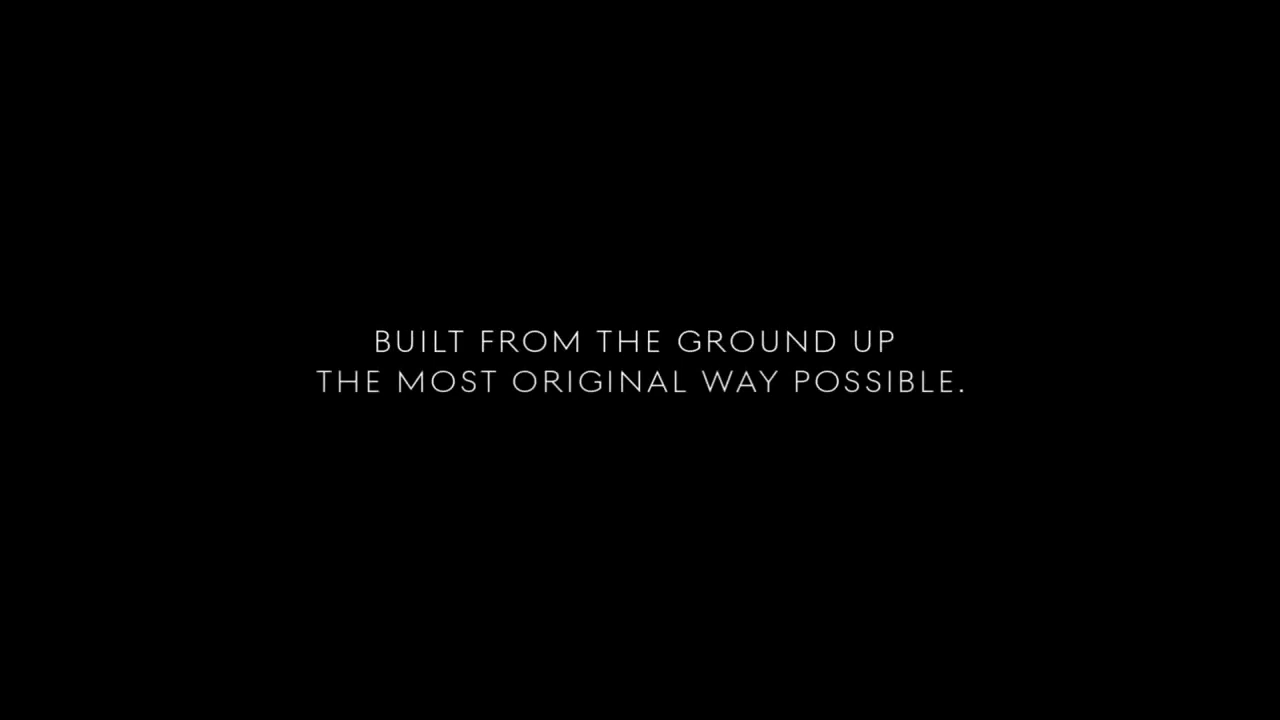 BUILT FROM THE GROUND UP
THE MOST ORIGINAL WAY POSSIBLE.